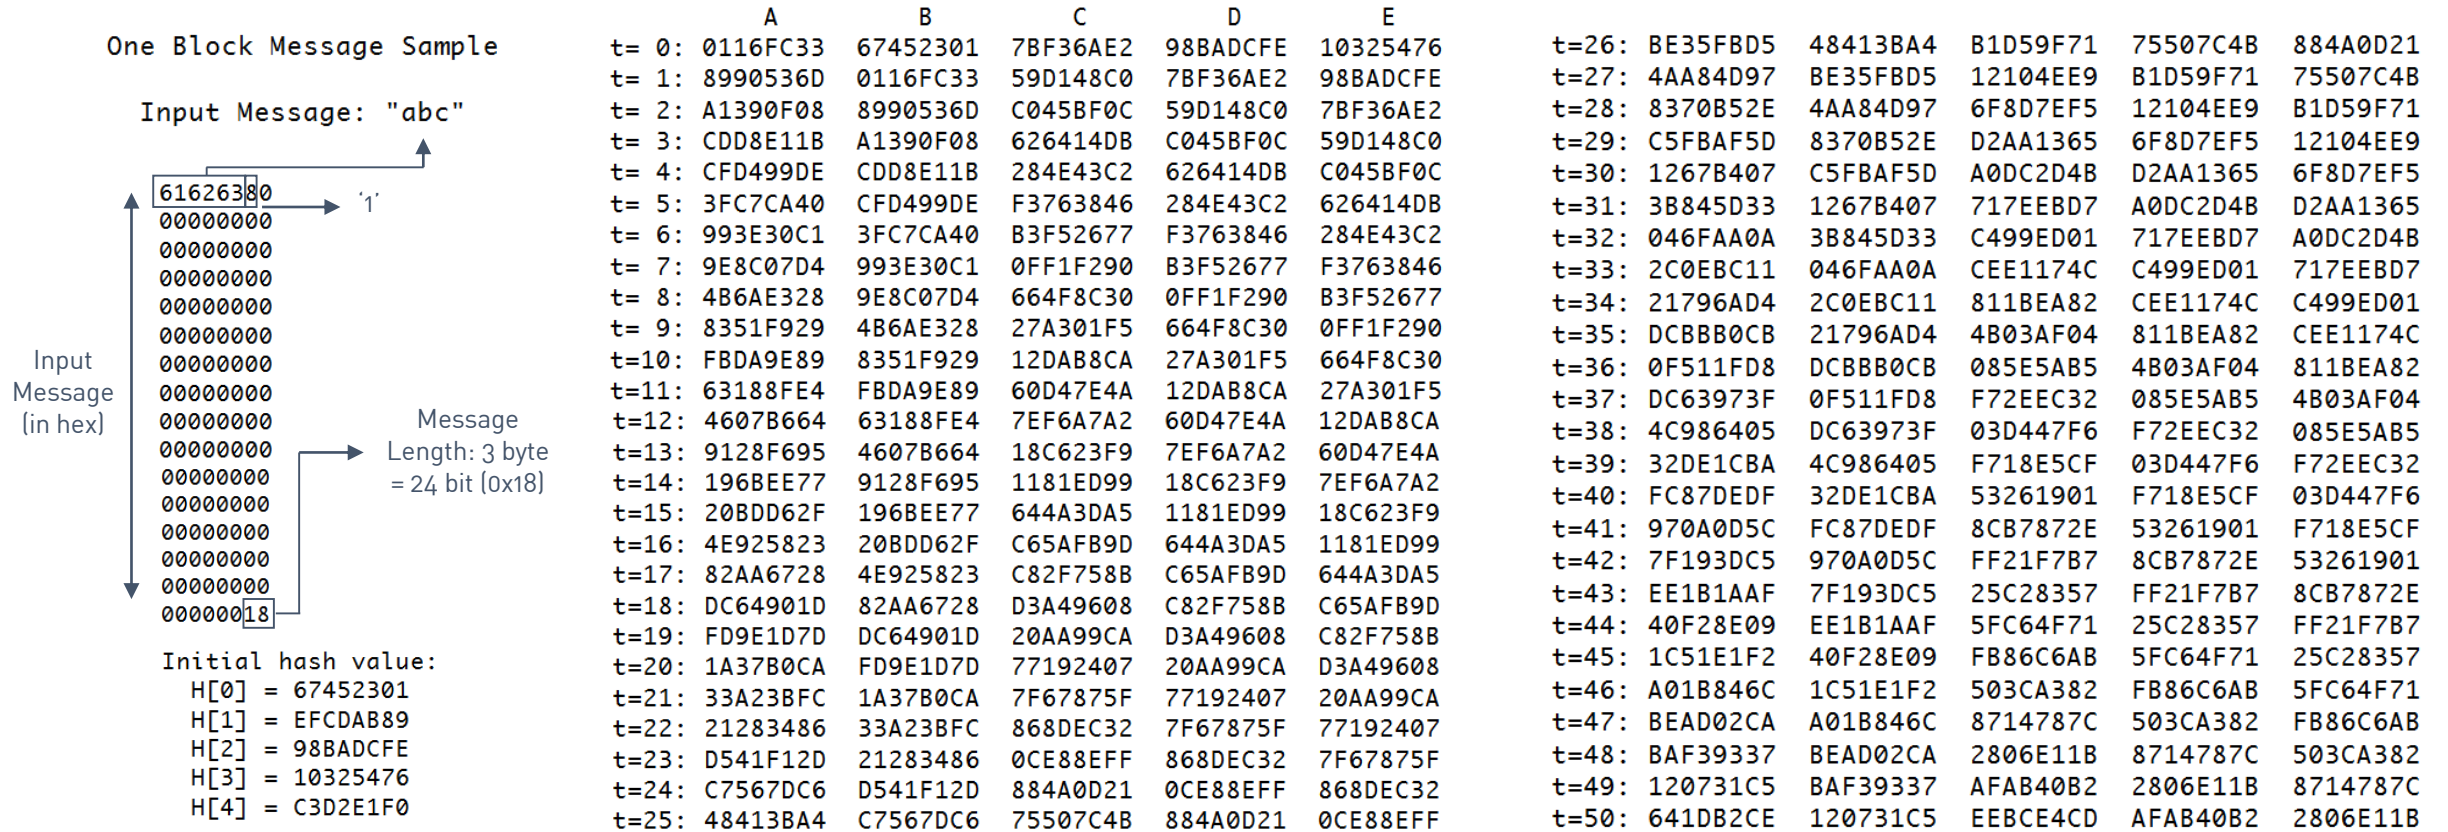 One Block Message Sample
Input Message: "abc"
61626380
'1'
00000000
00000000
00000000
00000000
00000000
00000000
00000000
00000000
00000000
00000000
00000000
00000000
00000000
00000000
00000018
Input
Message
(in hex)
Message
Length: 3 byte
= 24 bit (0x18)
Initial hash value:
H[0] = 67452301
H[1] = EFCDAB89
H[2] = 98BADCFE
H[3] = 10325476
H[4] = C3D2E1F0
A B C D E
t= 0: 0116FC33 67452301 7BF36AE2 98BADCFE 10325476
t= 1: 8990536D 0116FC33 59D148C0 7BF36AE2 98BADCFE
t= 2: A1390F08 8990536D C045BF0C 59D148C0 7BF36AE2
t= 3: CDD8E11B A1390F08 626414DB C045BF0C 59D148C0
t= 4: CFD499DE CDD8E11B 284E43C2 626414DB C045BF0C
t= 5: 3FC7CA40 CFD499DE F3763846 284E43C2 626414DB
t= 6: 993E30C1 3FC7CA40 B3F52677 F3763846 284E43C2
t= 7: 9E8C07D4 993E30C1 0FF1F290 B3F52677 F3763846
t= 8: 4B6AE328 9E8C07D4 664F8C30 0FF1F290 B3F52677
t= 9: 8351F929 4B6AE328 27A301F5 664F8C30 0FF1F290
t=10: FBDA9E89 8351F929 12DAB8CA 27A301F5 664F8C30
t=11: 63188FE4 FBDA9E89 60D47E4A 12DAB8CA 27A301F5
t=12: 4607B664 63188FE4 7EF6A7A2 60D47E4A 12DAB8CA
t=13: 9128F695 4607B664 18C623F9 7EF6A7A2 60D47E4A
t=14: 196BEE77 9128F695 1181ED99 18C623F9 7EF6A7A2
t=15: 20BDD62F 196BEE77 644A3DA5 1181ED99 18C623F9
t=16: 4E925823 20BDD62F C65AFB9D 644A3DA5 1181ED99
t=17: 82AA6728 4E925823 C82F758B C65AFB9D 644A3DA5
t=18: DC64901D 82AA6728 D3A49608 C82F758B C65AFB9D
t=19: FD9E1D7D DC64901D 20AA99CA D3A49608 C82F758B
t=20: 1A37B0CA FD9E1D7D 77192407 20AA99CA D3A49608
t=21: 33A23BFC 1A37B0CA 7F67875F 77192407 20AA99CA
t=22: 21283486 33A23BFC 868DEC32 7F67875F 77192407
t=23: D541F12D 21283486 0CE88EFF 868DEC32 7F67875F
t=24: C7567DC6 D541F12D 884A0D21 0CE88EFF 868DEC32
t=25: 48413BA4 C7567DC6 75507C4B 884A0D21 0CE88EFF
t=26: BE35FBD5 48413BA4 B1D59F71 75507C4B 884A0D21
t=27: 4AA84D97 BE35FBD5 12104EE9 B1D59F71 75507C4B
t=28: 8370B52E 4AA84D97 6F8D7EF5 12104EE9 B1D59F71
t=29: C5FBAF5D 8370B52E D2AA1365 6F8D7EF5 12104EE9
t=30: 1267B407 C5FBAF5D A0DC2D4B D2AA1365 6F8D7EF5
t=31: 3B845D33 1267B407 717EEBD7 A0DC2D4B D2AA1365
t=32: 046FAA0A 3B845D33 C499ED01 717EEBD7 A0DC2D4B
t=33: 2C0EBC11 046FAA0A CEE1174C C499ED01 717EEBD7
t=34: 21796AD4 2C0EBC11 811BEA82 CEE1174C C499ED01
t=35: DCBBB0CB 21796AD4 4B03AF04 811BEA82 CEE1174C
t=36: 0F511FD8 DCBBB0CB 085E5AB5 4B03AF04 811BEA82
t=37: DC63973F 0F511FD8 F72EEC32 085E5AB5 4B03AF04
t=38: 4C986405 DC63973F 03D447F6 F72EEC32 085E5AB5
t=39: 32DE1CBA 4C986405 F718E5CF 03D447F6 F72EEC32
t=40: FC87DEDF 32DE1CBA 53261901 F718E5CF 03D447F6
t=41: 970A0D5C FC87DEDF 8CB7872E 53261901 F718E5CF
t=42: 7F193DC5 970A0D5C FF21F7B7 8CB7872E 53261901
t=43: EE1B1AAF 7F193DC5 25C28357 FF21F7B7 8CB7872E
t=44: 40F28E09 EE1B1AAF 5FC64F71 25C28357 FF21F7B7
t=45: 1C51E1F2 40F28E09 FB86C6AB 5FC64F71 25C28357
t=46: A01B846C 1C51E1F2 503CA382 FB86C6AB 5FC64F71
t=47: BEAD02CA A01B846C 8714787C 503CA382 FB86C6AB
t=48: BAF39337 BEAD02CA 2806E11B 8714787C 503CA382
t=49: 120731C5 BAF39337 AFAB40B2 2806E11B 8714787C
t=50: 641DB2CE 120731C5 EEBCE4CD AFAB40B2 2806E11B